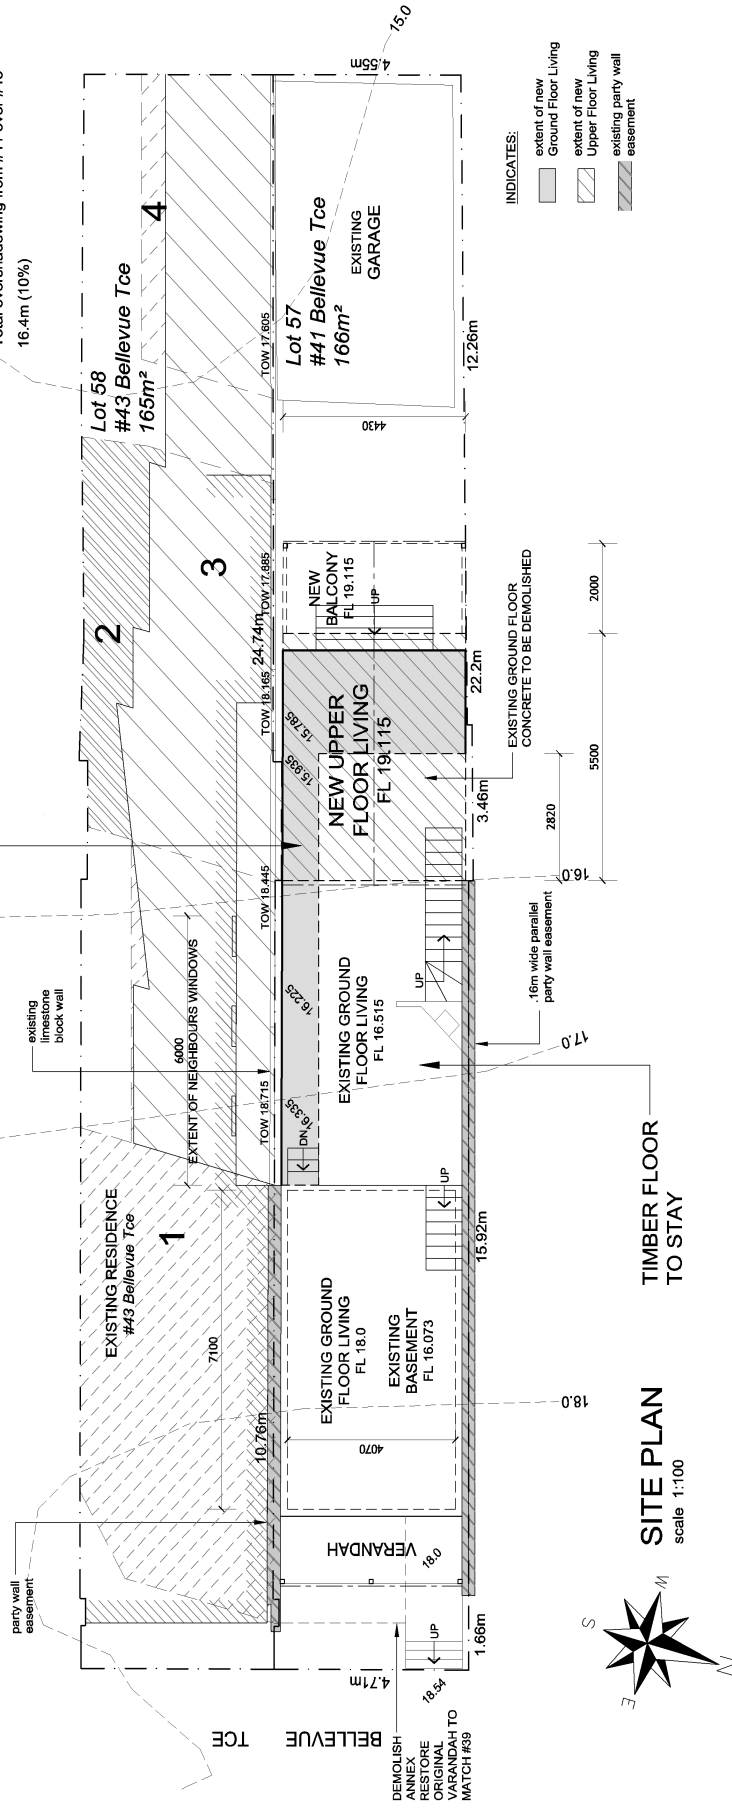 16.4m (10%)
15.0
4.55m
4
Lot 58
#43 Bellevue Tce
165m²
TOW 17.605
Lot 57
#41 Bellevue Tce
166m²
EXISTING
GARAGE
12.26m
4430
INDICATES:
extent of new
Ground Floor Living
extent of new
Upper Floor Living
existing party wall
easement
2
3
24.74m
TOW 17.885
TOW 18.165
NEW
BALCONY
FL 19.115
UP
15.785
15.935
NEW UPPER
FLOOR LIVING
FL 19.115
22.2m
3.46m
EXISTING GROUND FLOOR
CONCRETE TO BE DEMOLISHED
2000
5500
2820
16.0
TOW 18.445
existing
limestone
block wall
6000
EXTENT OF NEIGHBOURS WINDOWS
TOW 18.715
16.225
16.335
EXISTING GROUND
FLOOR LIVING
FL 16.515
UP
DN
.16m wide parallel
party wall easement
17.0
EXISTING RESIDENCE
#43 Bellevue Tce
1
7100
UP
15.92m
TIMBER FLOOR
TO STAY
EXISTING GROUND
FLOOR LIVING
FL 18.0
EXISTING
BASEMENT
FL 16.073
10.76m
4070
18.0
party wall
easement
VERANDAH
18.0
UP
1.66m
4.71m
18.54
BELLEVUE TCE
DEMOLISH
ANNEX
RESTORE
ORIGINAL
VARANDAH TO
MATCH #39
SITE PLAN
scale 1:100
N
E
S
W